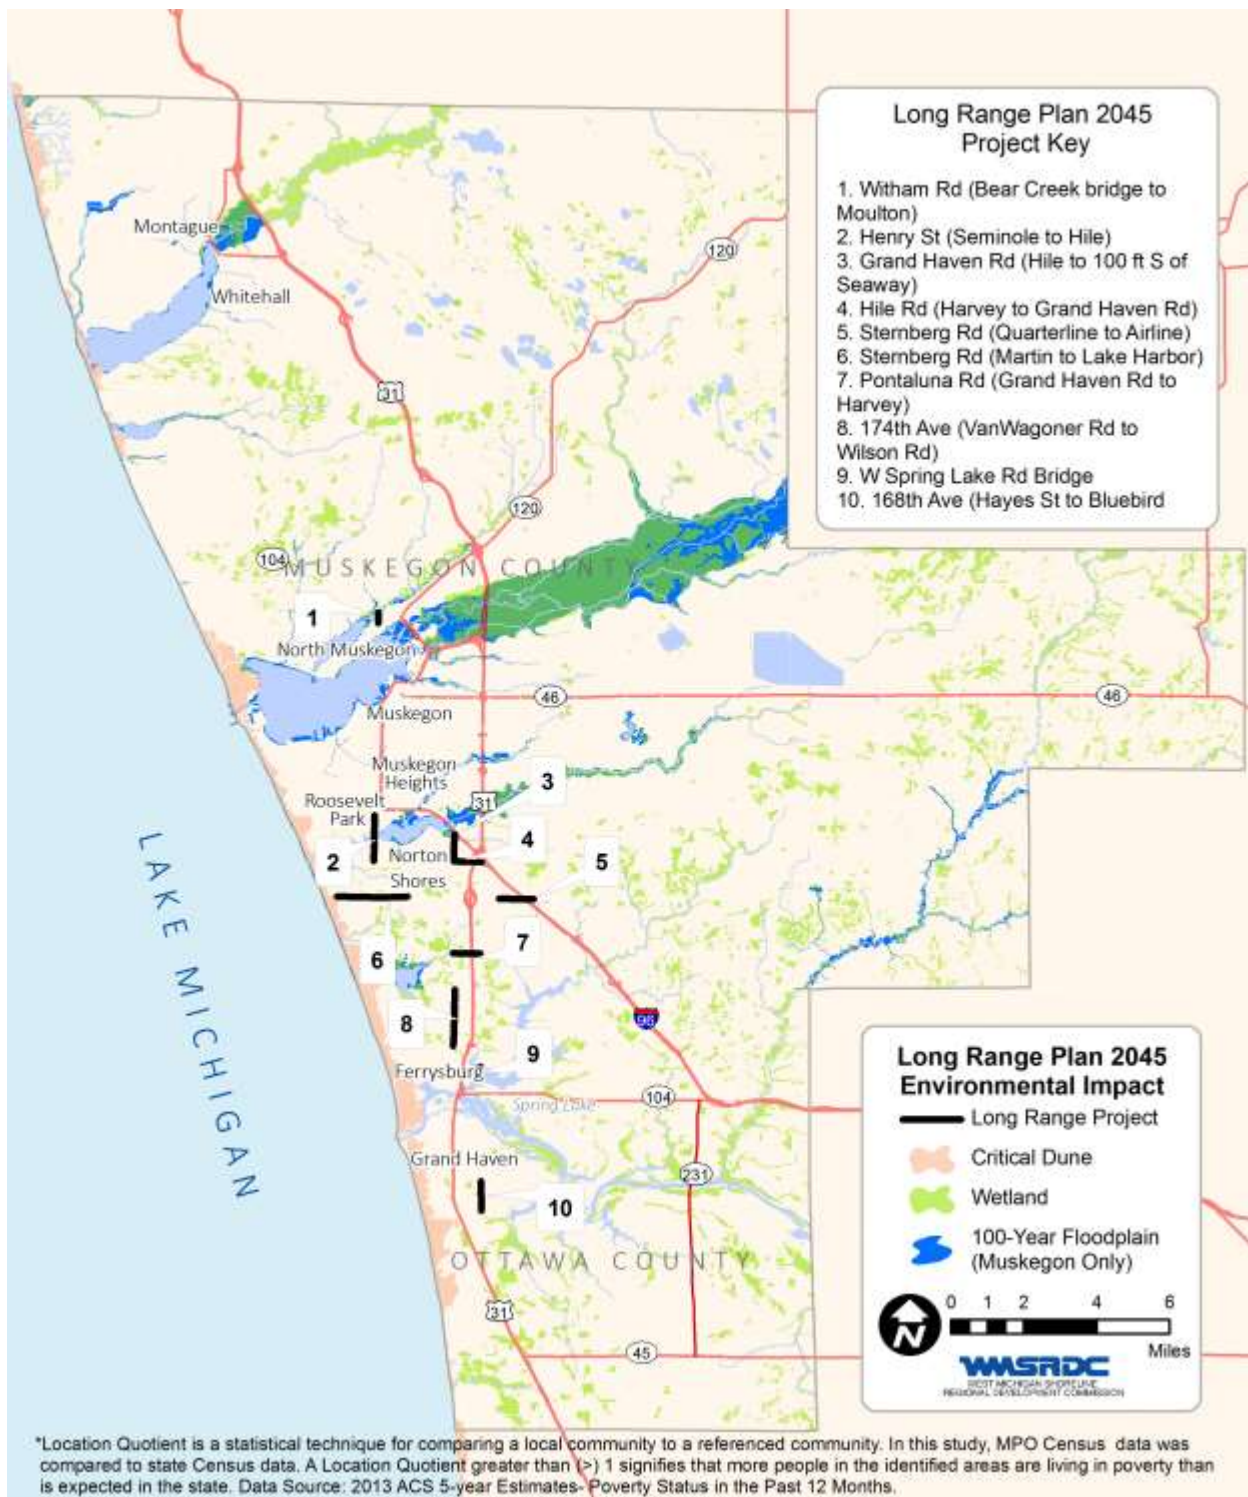 Long Range Plan 2045
Project Key
1. Witham Rd (Bear Creek bridge to
Moulton)
2. Henry St (Seminole to Hile)
3. Grand Haven Rd (Hile to 100 ft S of
Seaway)
4. Hile Rd (Harvey to Grand Haven Rd)
5. Sternberg Rd (Quarterline to Airline)
6. Sternberg Rd (Martin to Lake Harbor)
7. Pontaluna Rd (Grand Haven Rd to
Harvey)
8. 174th Ave (VanWagoner Rd to
Wilson Rd)
9. W Spring Lake Rd Bridge
10. 168th Ave (Hayes St to Bluebird
Montague
120
Whitehall
31
120
104
MUSKEGON COUNTY
1
North Muskegon
46
46
Muskegon
Muskegon
Heights
3
31
Roosevelt
Park
2
Norton
Shores
4
5
6
7
LAKE MICHIGAN
8
96
9
Ferrysburg
Spring Lake
104
Grand Haven
231
10
OTTAWA COUNTY
31
45
Long Range Plan 2045
Environmental Impact
Long Range Project
Critical Dune
Wetland
100-Year Floodplain
(Muskegon Only)
N
0 1 2 4 6
Miles
WMSRDC
WEST MICHIGAN SHORELINE
REGIONAL DEVELOPMENT COMMISSION
*Location Quotient is a statistical technique for comparing a local community to a referenced community. In this study, MPO Census data was
compared to state Census data. A Location Quotient greater than (>) 1 signifies that more people in the identified areas are living in poverty than
is expected in the state. Data Source: 2013 ACS 5-year Estimates- Poverty Status in the Past 12 Months.